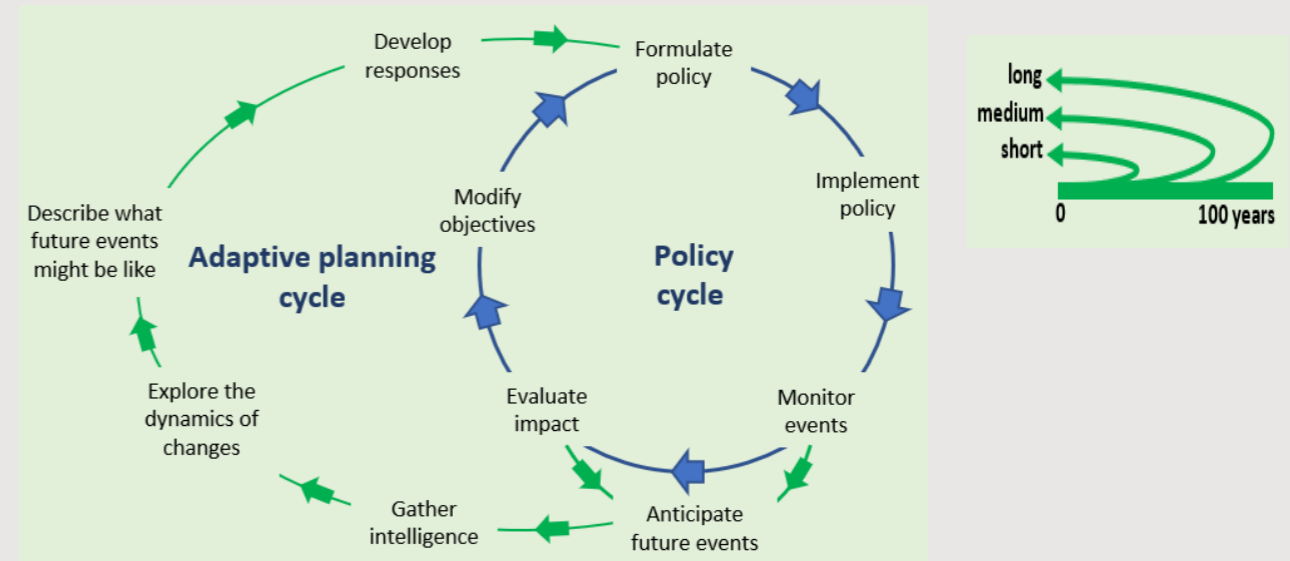 Develop
responses
Formulate
policy
Implement
policy
Monitor
events
Anticipate
future events
Evaluate
impact
Modify
objectives
Gather
intelligence
Explore the
dynamics of
changes
Describe what
future events
might be like
Adaptive planning
cycle
Policy
cycle
long
medium
short
0
100 years